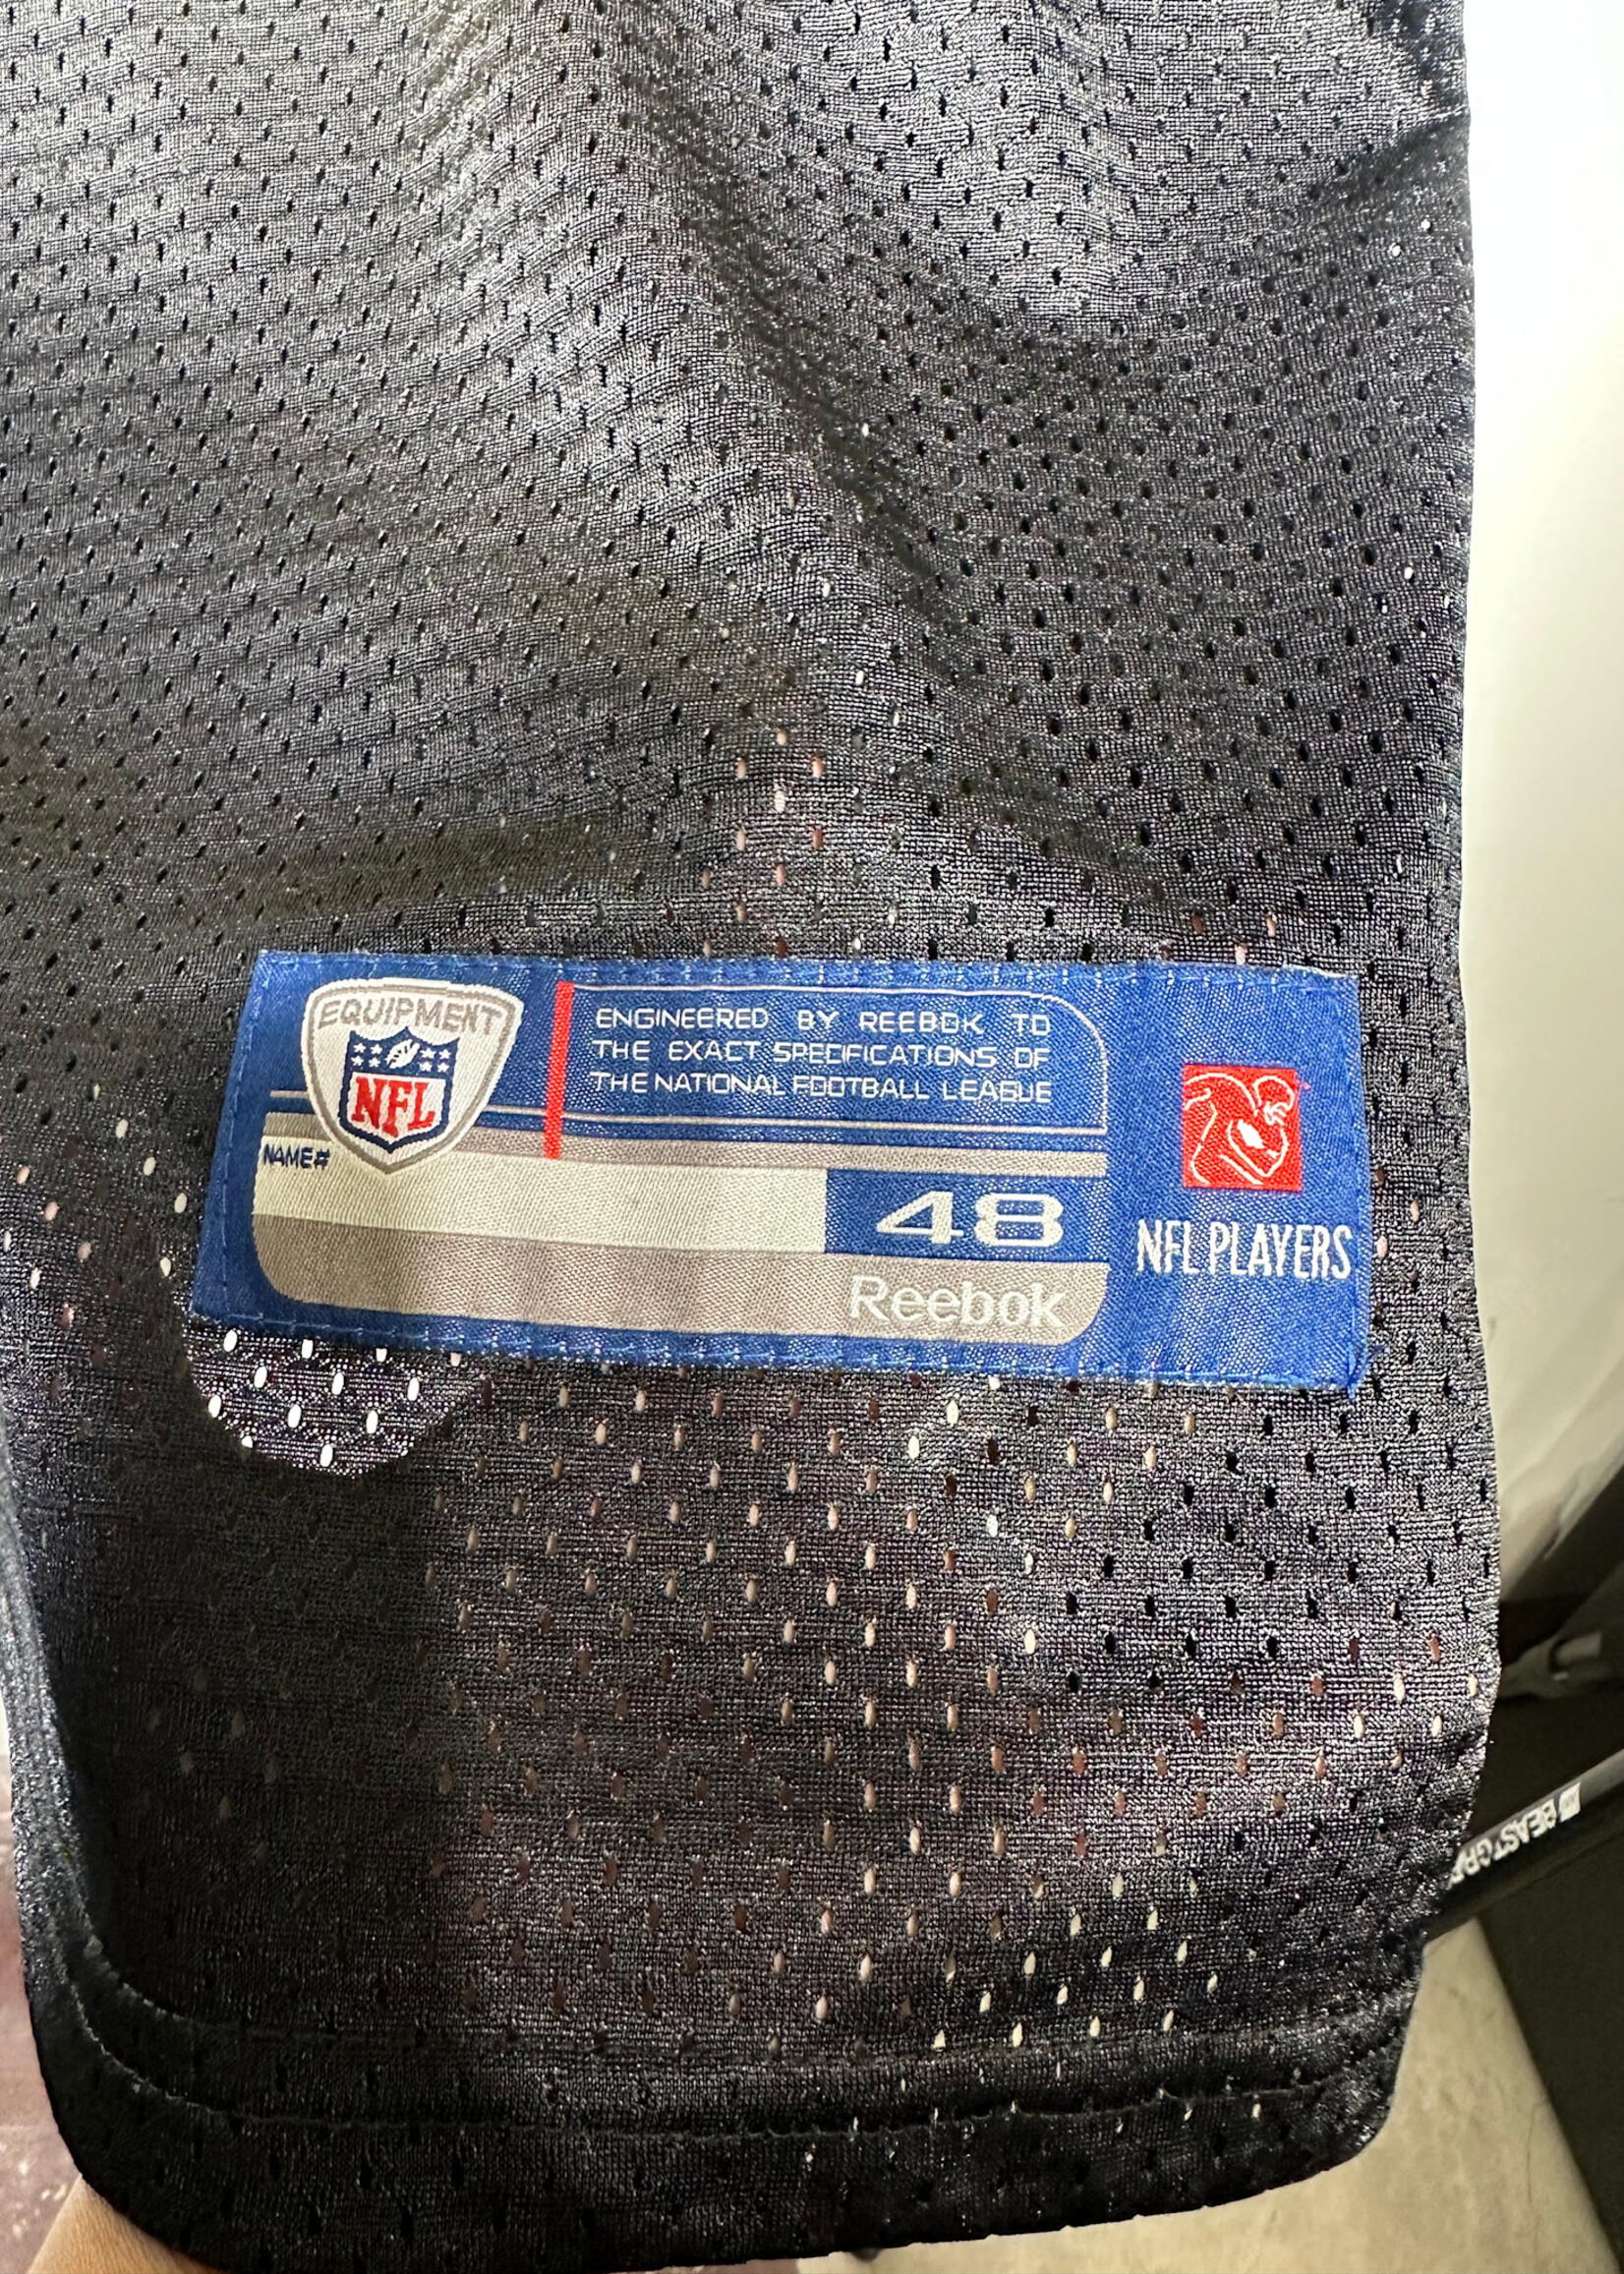 EQUIPMENT
NFL
ENGINEERED BY REEBOK TO
THE EXACT SPECIFICATIONS OF
THE NATIONAL FOOTBALL LEAGUE
NAME#
48
Reebok
NFL PLAYERS
BEAST